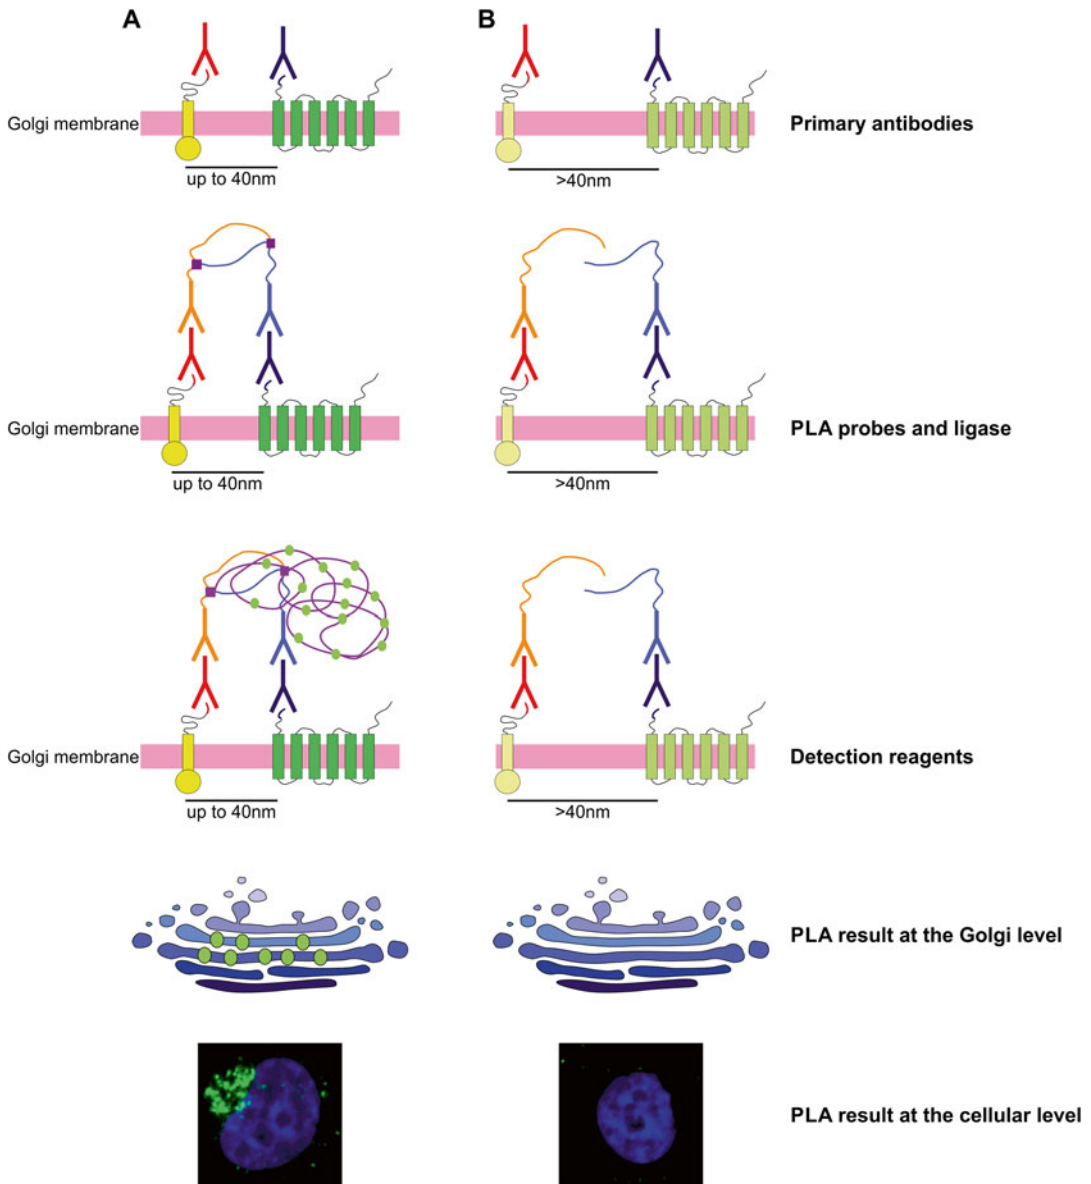 A
B
Golgi membrane
Primary antibodies
up to 40nm
>40nm
Golgi membrane
PLA probes and ligase
up to 40nm
>40nm
Golgi membrane
Detection reagents
up to 40nm
>40nm
PLA result at the Golgi level
PLA result at the cellular level